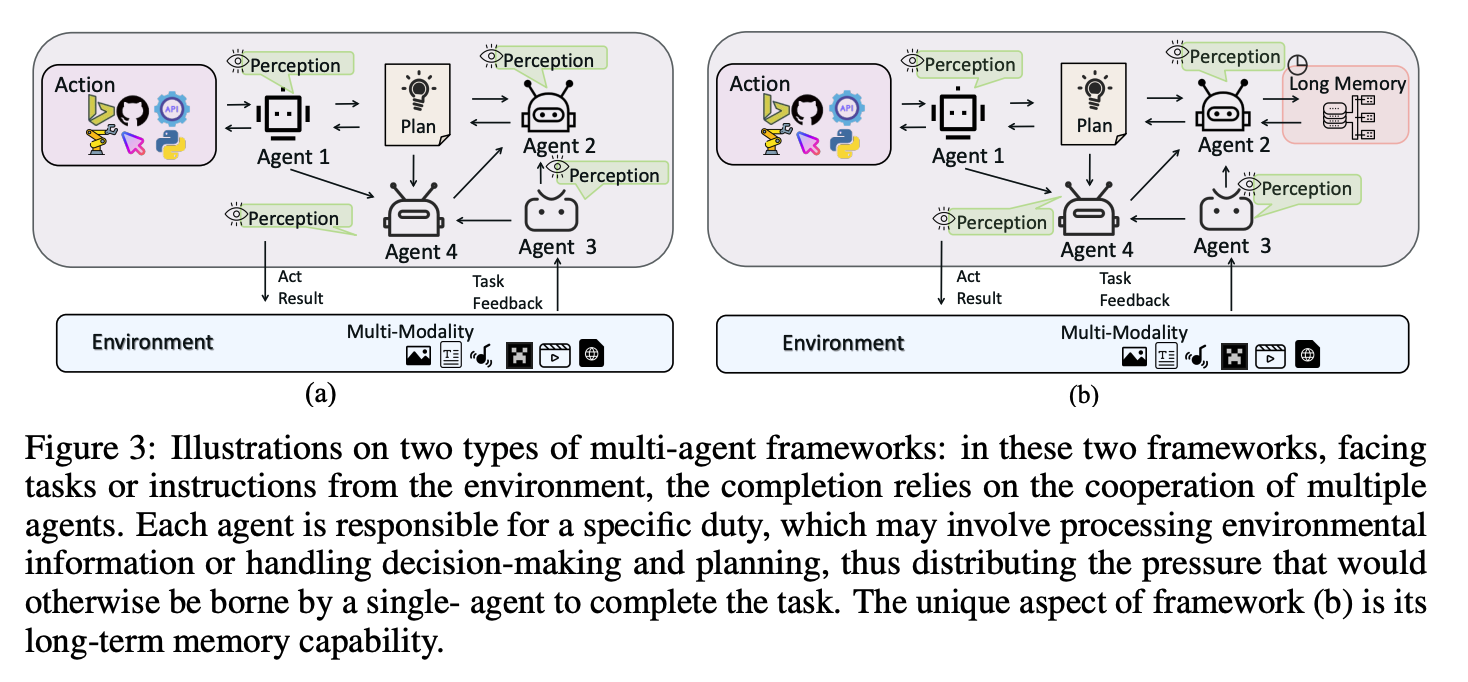 Perception
Action
API
Agent 1
Plan
Perception
Agent 2
Perception
Perception
Agent 4
Agent 3
Act
Result
Task
Feedback
Environment
Multi-Modality
T
(a)
Perception
Action
API
Agent 1
Plan
Perception
Agent 2
Long Memory
Perception
Perception
Agent 4
Agent 3
Act
Result
Task
Feedback
Environment
Multi-Modality
T
(b)
Figure 3: Illustrations on two types of multi-agent frameworks: in these two frameworks, facing
tasks or instructions from the environment, the completion relies on the cooperation of multiple
agents. Each agent is responsible for a specific duty, which may involve processing environmental
information or handling decision-making and planning, thus distributing the pressure that would
otherwise be borne by a single- agent to complete the task. The unique aspect of framework (b) is its
long-term memory capability.